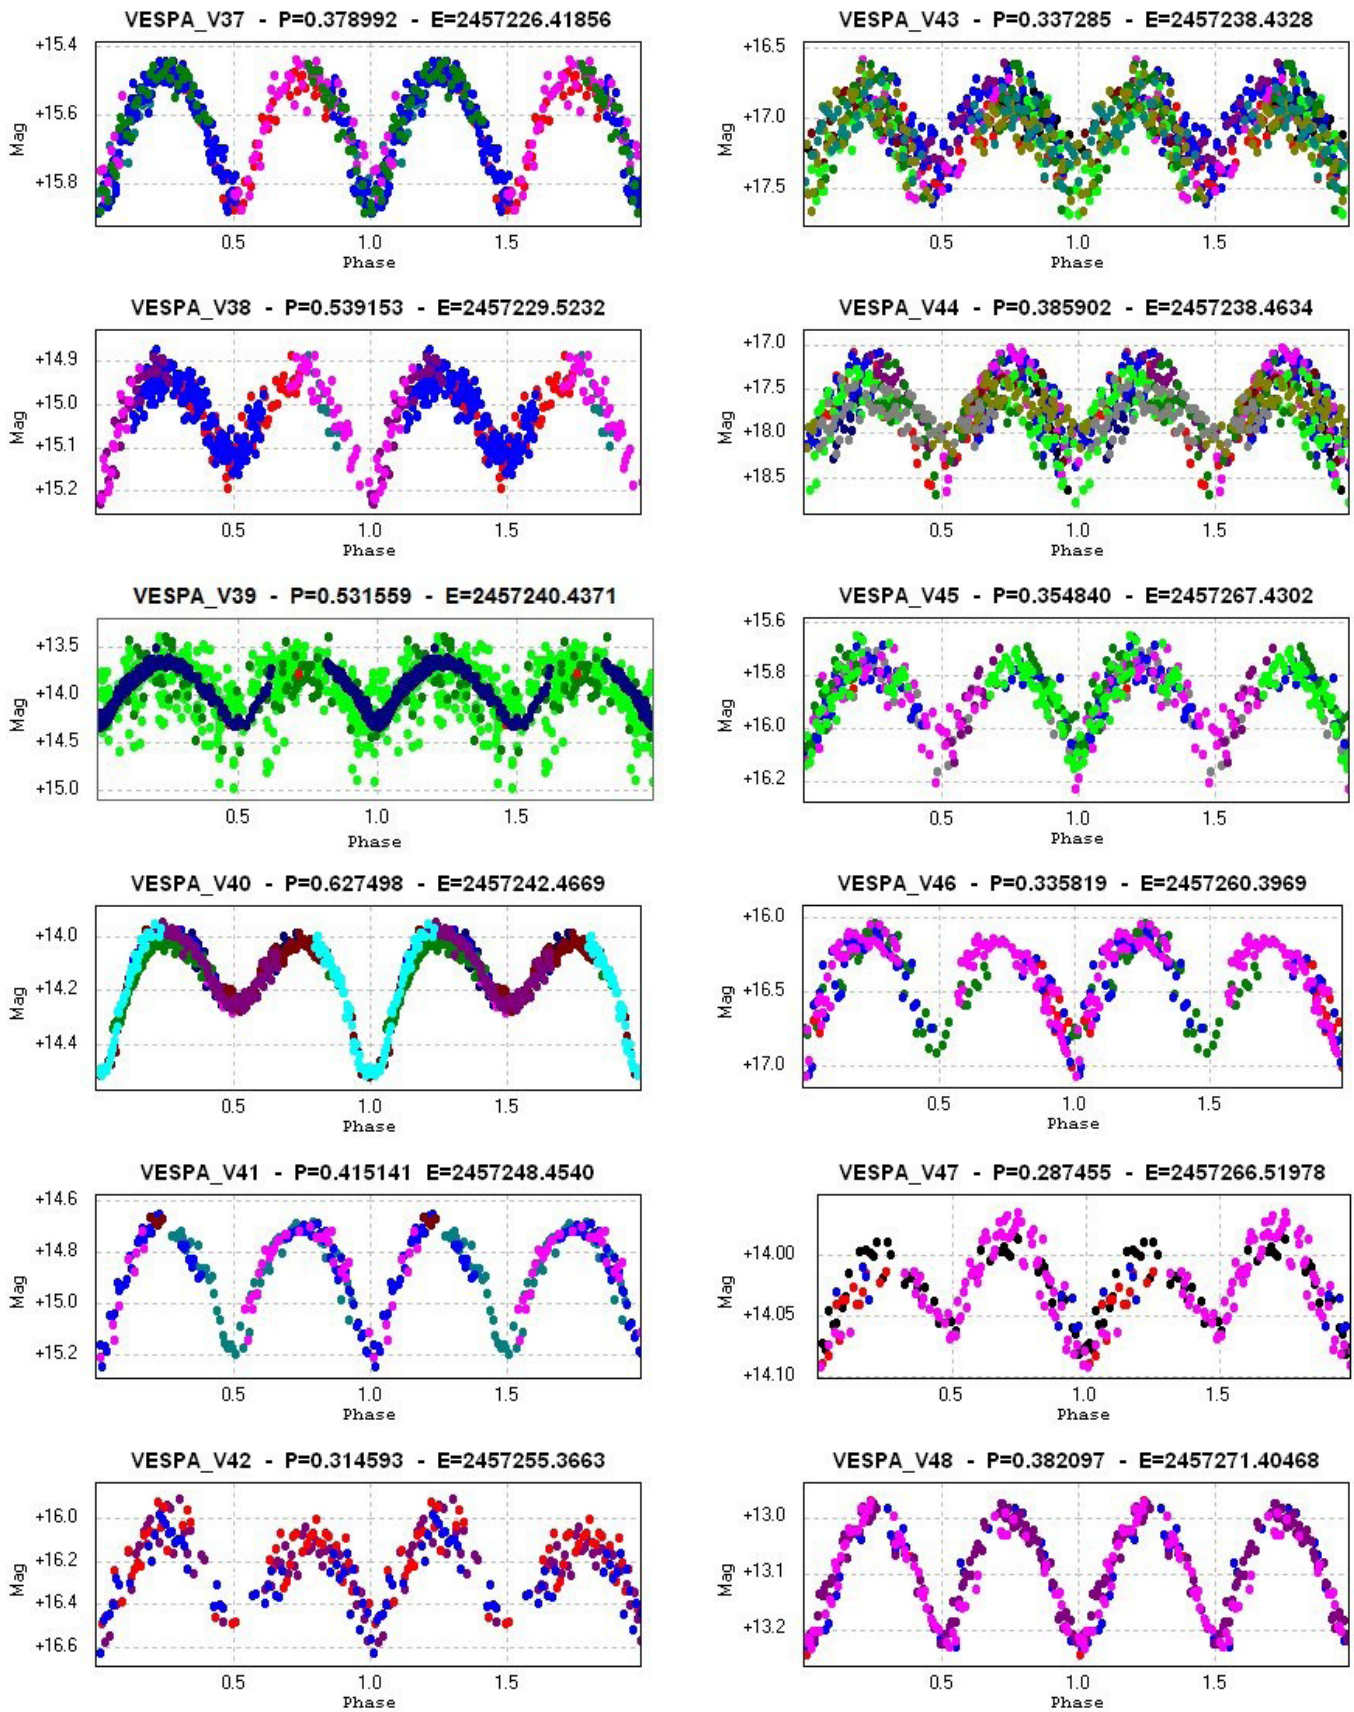 VESPA_V37 - P=0.378992 - E=2457226.41856
+15.4
+15.6
+15.8
Mag
0.5 1.0 1.5
Phase
VESPA_V43 - P=0.337285 - E=2457238.4328
+16.5
+17.0
+17.5
Mag
0.5 1.0 1.5
Phase
VESPA_V38 - P=0.539153 - E=2457229.5232
+14.9
+15.0
+15.1
+15.2
Mag
0.5 1.0 1.5
Phase
VESPA_V44 - P=0.385902 - E=2457238.4634
+17.0
+17.5
+18.0
+18.5
Mag
0.5 1.0 1.5
Phase
VESPA_V39 - P=0.531559 - E=2457240.4371
+13.5
+14.0
+14.5
+15.0
Mag
0.5 1.0 1.5
Phase
VESPA_V45 - P=0.354840 - E=2457267.4302
+15.6
+15.8
+16.0
+16.2
Mag
0.5 1.0 1.5
Phase
VESPA_V40 - P=0.627498 - E=2457242.4669
+14.0
+14.2
+14.4
Mag
0.5 1.0 1.5
Phase
VESPA_V46 - P=0.335819 - E=2457260.3969
+16.0
+16.5
+17.0
Mag
0.5 1.0 1.5
Phase
VESPA_V41 - P=0.415141 E=2457248.4540
+14.6
+14.8
+15.0
+15.2
Mag
0.5 1.0 1.5
Phase
VESPA_V47 - P=0.287455 - E=2457266.51978
+14.00
+14.05
+14.10
Mag
0.5 1.0 1.5
Phase
VESPA_V42 - P=0.314593 - E=2457255.3663
+16.0
+16.2
+16.4
+16.6
Mag
0.5 1.0 1.5
Phase
VESPA_V48 - P=0.382097 - E=2457271.40468
+13.0
+13.1
+13.2
Mag
0.5 1.0 1.5
Phase